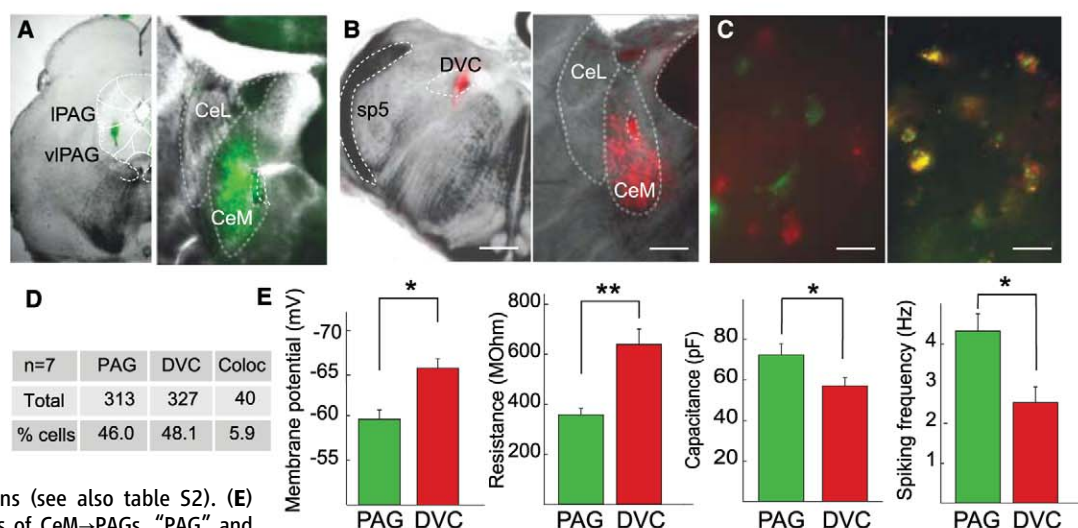 A
lPAG
vlPAG
CeL
CeM
B
DVC
sp5
CeL
CeM
C
D
n=7 PAG DVC Coloc
Total 313 327 40
% cells 46.0 48.1 5.9
E
Membrane potential (mV)
-70
-65
-60
-55
*
PAG DVC
Resistance (MOhm)
800
600
400
200
**
PAG DVC
Capacitance (pF)
80
60
40
20
*
PAG DVC
Spiking frequency (Hz)
4
3
2
1
*
PAG DVC
ns (see also table S2). (E)
s of CeM→PAGs. “PAG” and